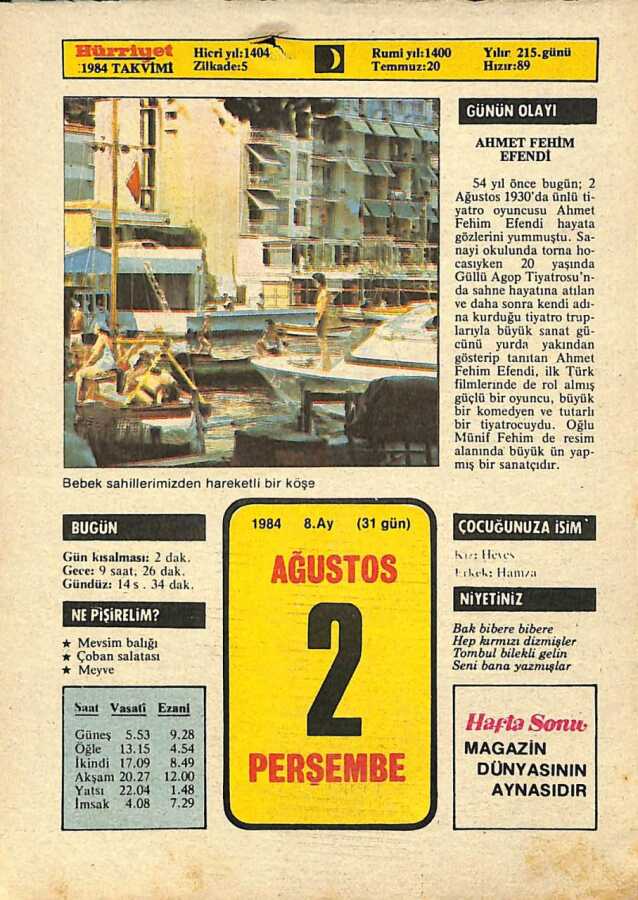 Hürriyet
1984 TAKVİMİ
Hicri yıl:1404
Zilkade:5
Rumi yıl:1400
Temmuz:20
Yılın 215.günü
Hızır:89
GÜNÜN OLAYI
AHMET FEHİM
EFENDİ
54 yıl önce bugün; 2
Ağustos 1930'da ünlü ti-
yatro oyuncusu Ahmet
Fehim Efendi hayata
gözlerini yummuştu. Sa-
nayi okulunda torna ho-
casıyken 20 yaşında
Güllü Agop Tiyatrosu'n-
da sahne hayatına atılan
ve daha sonra kendi adı-
na kurduğu tiyatro trup-
larıyla büyük sanat gü-
cünü yurda yakından
gösterip tanıtan Ahmet
Fehim Efendi, ilk Türk
filmlerinde de rol almış
güçlü bir oyuncu, büyük
bir komedyen ve tutarlı
bir tiyatrocuydu. Oğlu
Münif Fehim de resim
alanında büyük ün yap-
mış bir sanatçıdır.
Bebek sahillerimizden hareketli bir köşe
BUGÜN
Gün kısalması: 2 dak.
Gece: 9 saat, 26 dak.
Gündüz: 14 s . 34 dak.
NE PİŞİRELİM?
★ Mevsim balığı
★ Çoban salatası
★ Meyve
Saat Vasati Ezani
Güneş 5.53 9.28
Öğle 13.15 4.54
İkindi 17.09 8.49
Akşam 20.27 12.00
Yatsı 22.04 1.48
İmsak 4.08 7.29
1984 8.Ay (31 gün)
AĞUSTOS
2
PERŞEMBE
ÇOCUĞUNUZA İSİM
Kız: Heves
Erkek: Hamza
NİYETİNİZ
Bak bibere bibere
Hep kırmızı dizmişler
Tombul bilekli gelin
Seni bana yazmışlar
Hafta Sonu
MAGAZİN
DÜNYASININ
AYNASIDIR